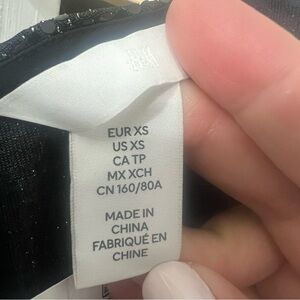 EUR XS
US XS
CA TP
MX XCH
CN 160/80A
MADE IN
CHINA
FABRIQUÉ EN
CHINE